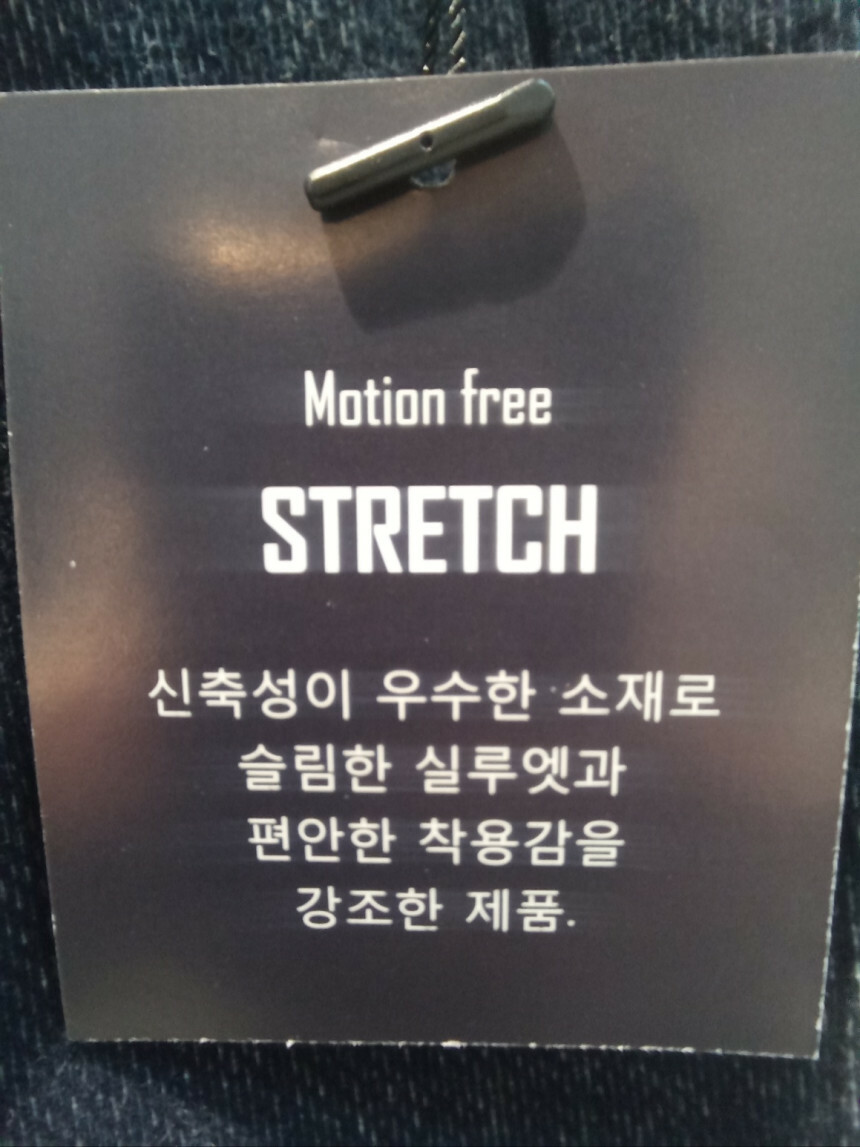 Motion free
STRETCH
신축성이 우수한 소재로
슬림한 실루엣과
편안한 착용감을
강조한 제품.